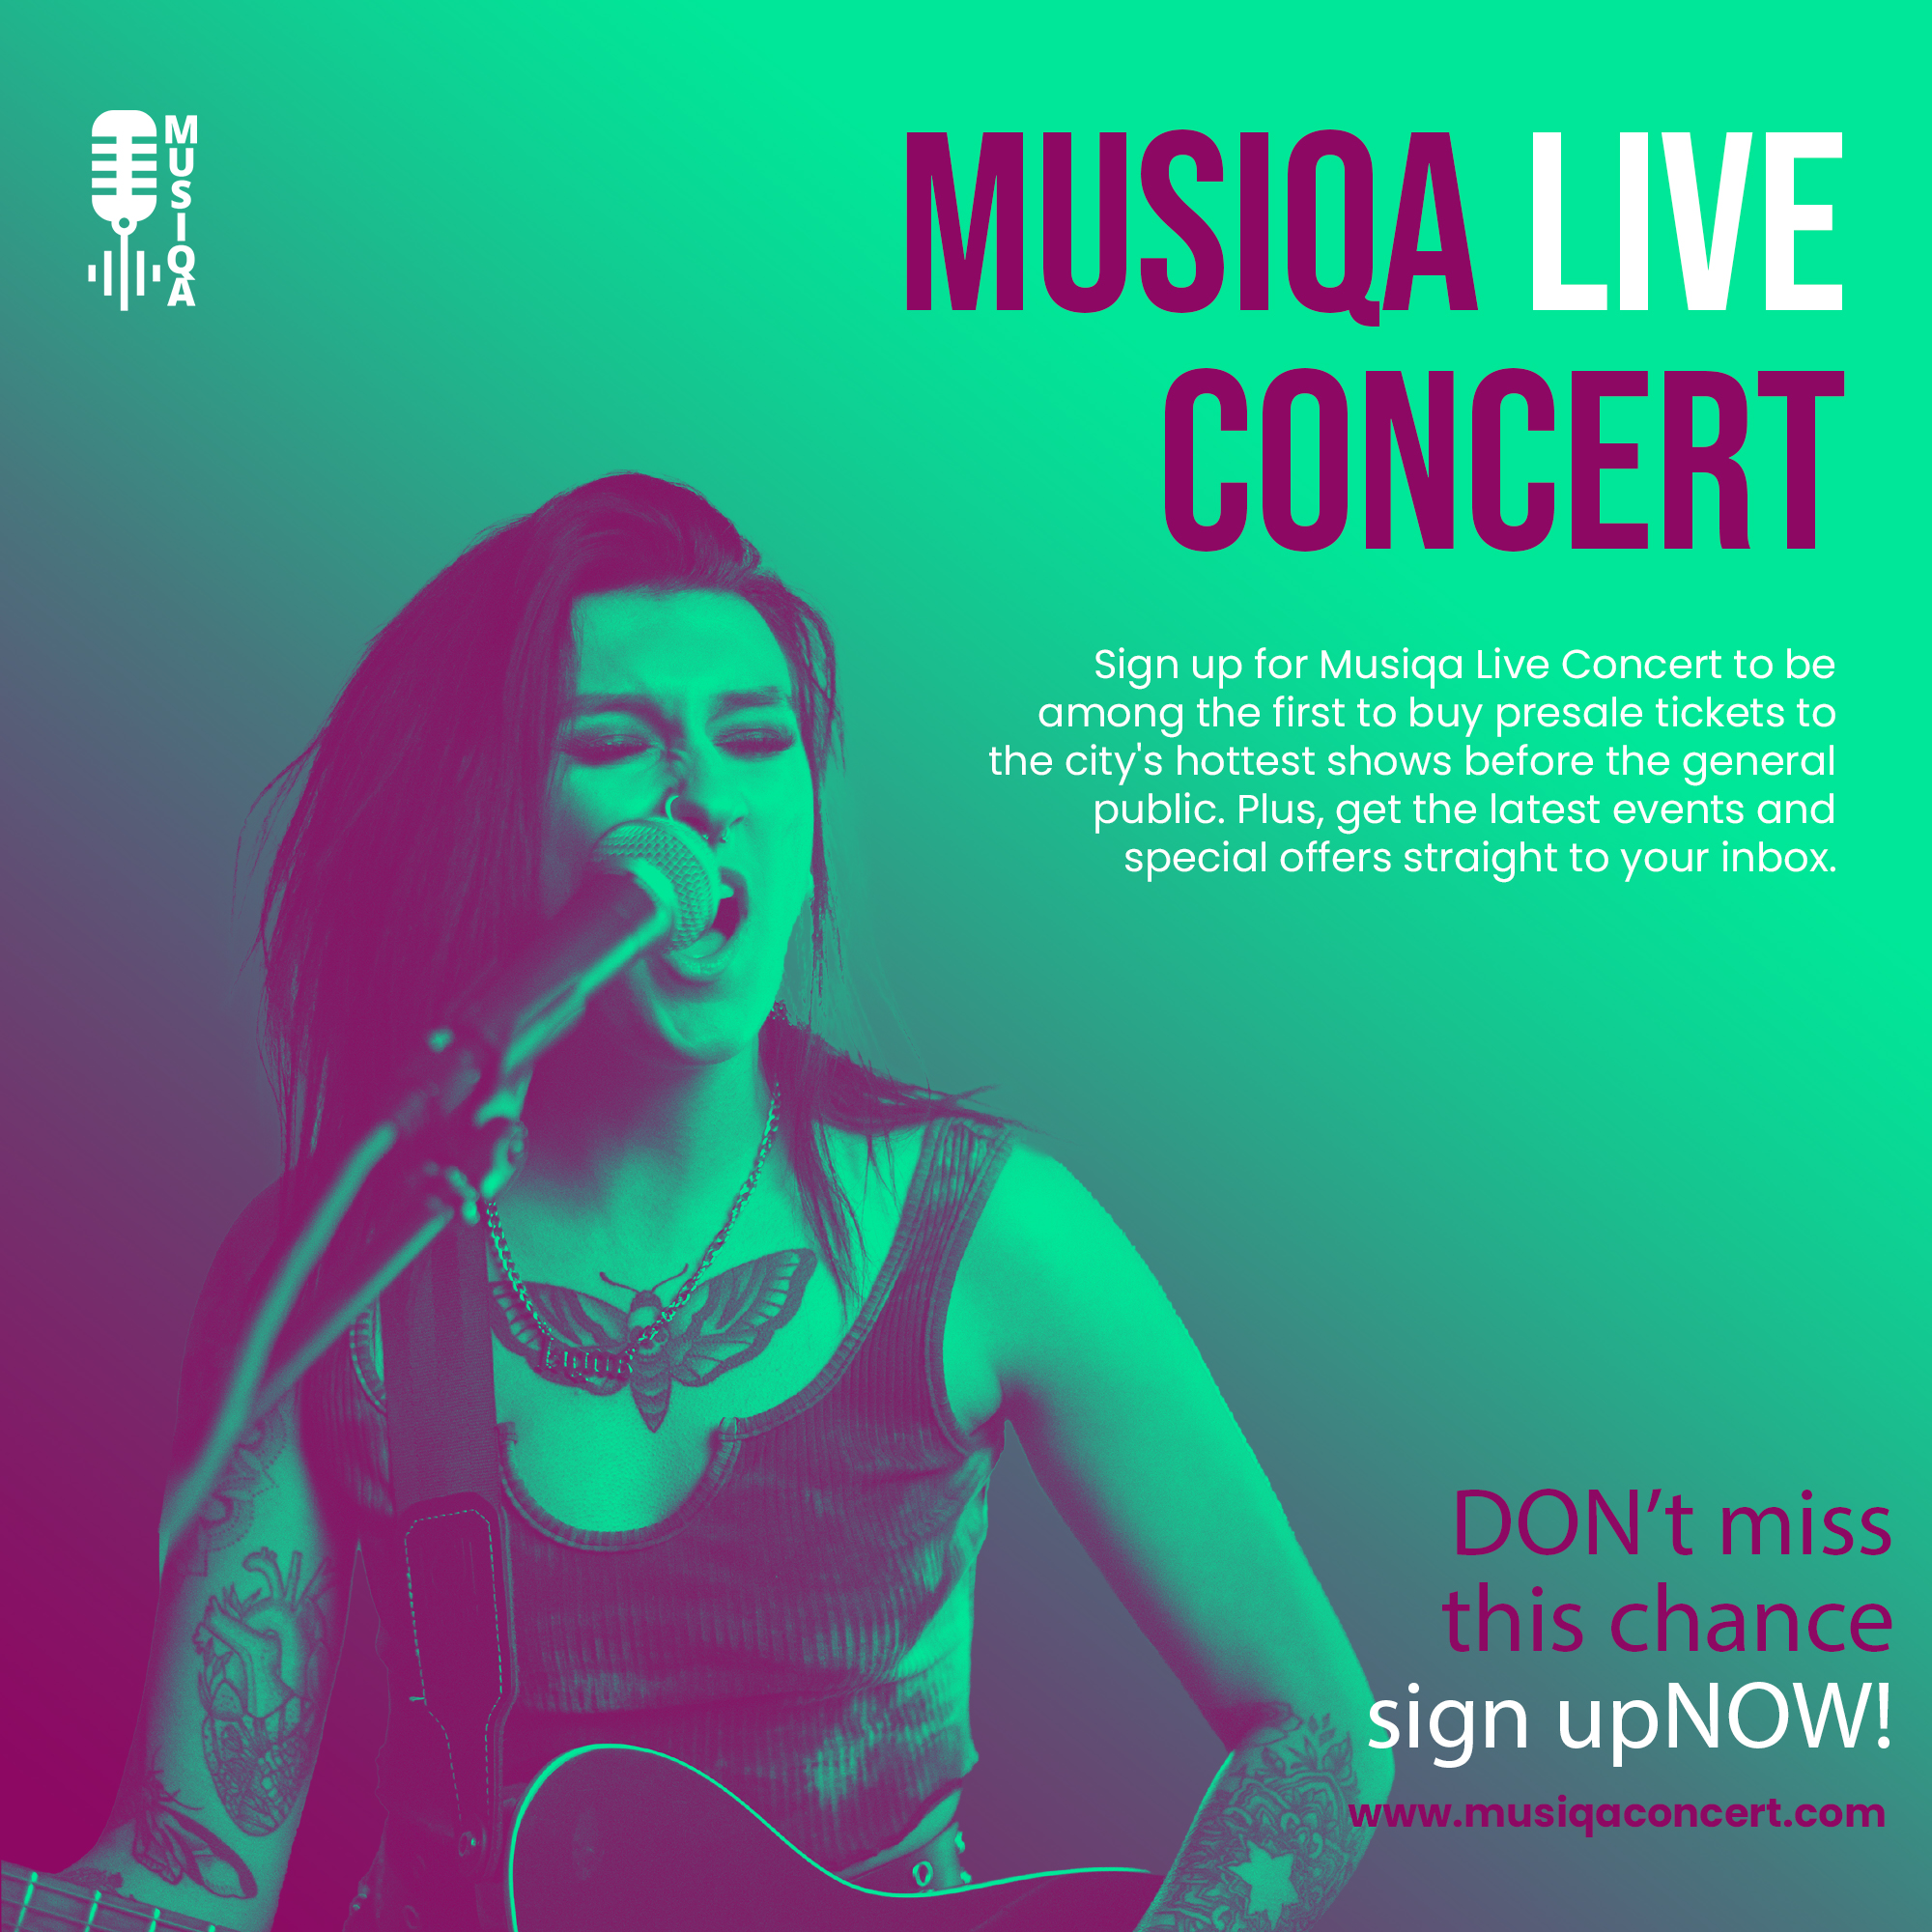 MUSIQA
MUSIQA LIVE
CONCERT
Sign up for Musiqa Live Concert to be
among the first to buy presale tickets to
the city's hottest shows before the general
public. Plus, get the latest events and
special offers straight to your inbox.
DON’t miss
this chance
sign upNOW!
www.musiqaconcert.com